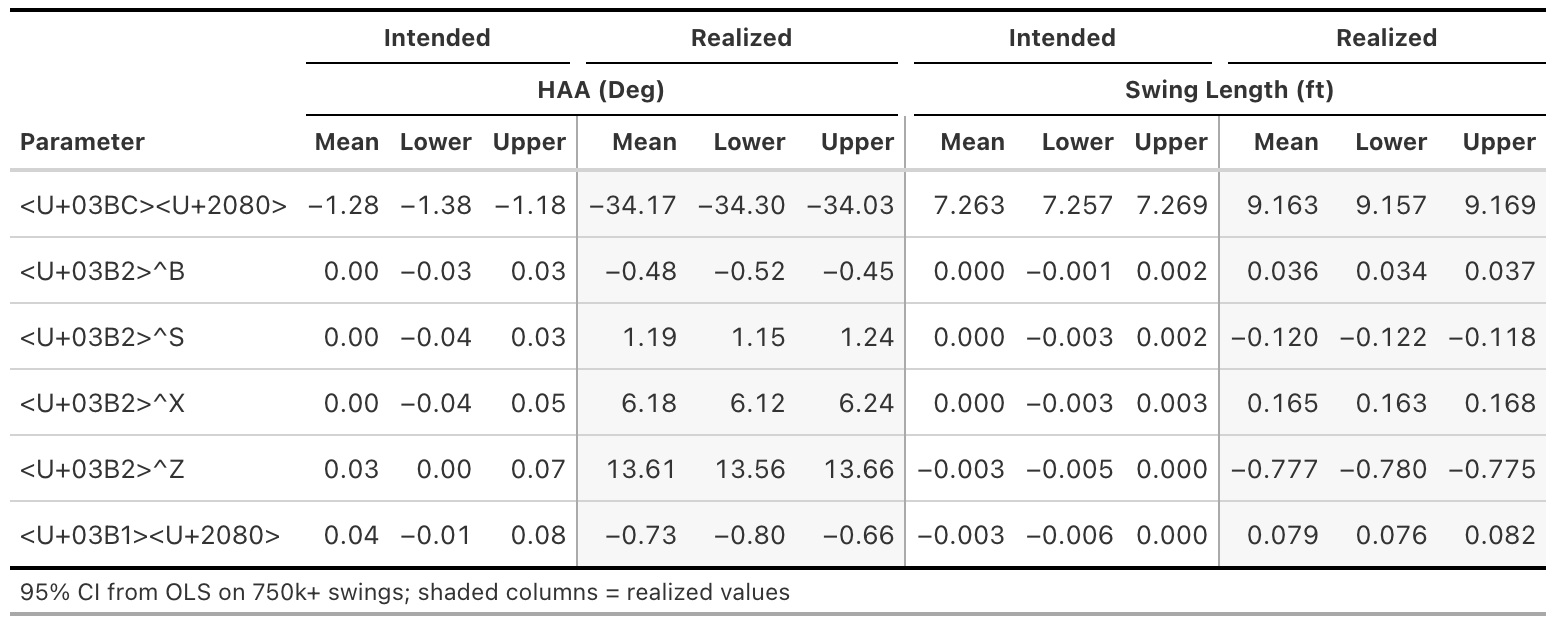 Intended Realized Intended Realized
HAA (Deg) Swing Length (ft)
Parameter Mean Lower Upper Mean Lower Upper Mean Lower Upper Mean Lower Upper
<U+03BC><U+2080> −1.28 −1.38 −1.18 −34.17 −34.30 −34.03 7.263 7.257 7.269 9.163 9.157 9.169
<U+03B2>^B 0.00 −0.03 0.03 −0.48 −0.52 −0.45 0.000 −0.001 0.002 0.036 0.034 0.037
<U+03B2>^S 0.00 −0.04 0.03 1.19 1.15 1.24 0.000 −0.003 0.002 −0.120 −0.122 −0.118
<U+03B2>^X 0.00 −0.04 0.05 6.18 6.12 6.24 0.000 −0.003 0.003 0.165 0.163 0.168
<U+03B2>^Z 0.03 0.00 0.07 13.61 13.56 13.66 −0.003 −0.005 0.000 −0.777 −0.780 −0.775
<U+03B1><U+2080> 0.04 −0.01 0.08 −0.73 −0.80 −0.66 −0.003 −0.006 0.000 0.079 0.076 0.082
95% CI from OLS on 750k+ swings; shaded columns = realized values